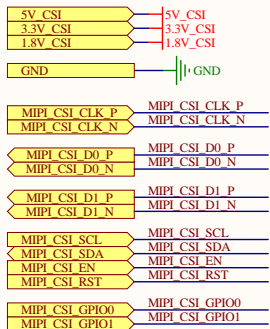 5V_CSI 5V_CSI
3.3V_CSI 3.3V_CSI
1.8V_CSI 1.8V_CSI
GND GND
MIPI_CSI_CLK_P MIPI_CSI_CLK_P
MIPI_CSI_CLK_N MIPI_CSI_CLK_N
MIPI_CSI_D0_P MIPI_CSI_D0_P
MIPI_CSI_D0_N MIPI_CSI_D0_N
MIPI_CSI_D1_P MIPI_CSI_D1_P
MIPI_CSI_D1_N MIPI_CSI_D1_N
MIPI_CSI_SCL MIPI_CSI_SCL
MIPI_CSI_SDA MIPI_CSI_SDA
MIPI_CSI_EN MIPI_CSI_EN
MIPI_CSI_RST MIPI_CSI_RST
MIPI_CSI_GPIO0 MIPI_CSI_GPIO0
MIPI_CSI_GPIO1 MIPI_CSI_GPIO1